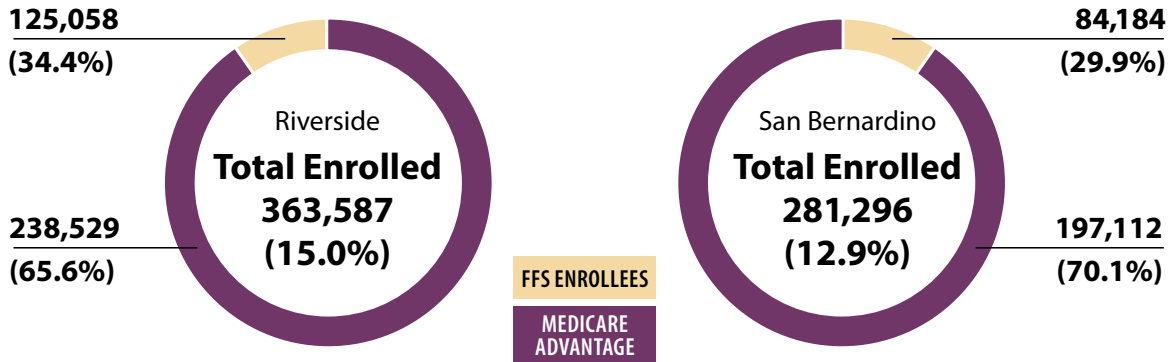 125,058
(34.4%)
238,529
(65.6%)
Riverside
Total Enrolled
363,587
(15.0%)
FFS ENROLLEES
MEDICARE
ADVANTAGE
San Bernardino
Total Enrolled
281,296
(12.9%)
84,184
(29.9%)
197,112
(70.1%)